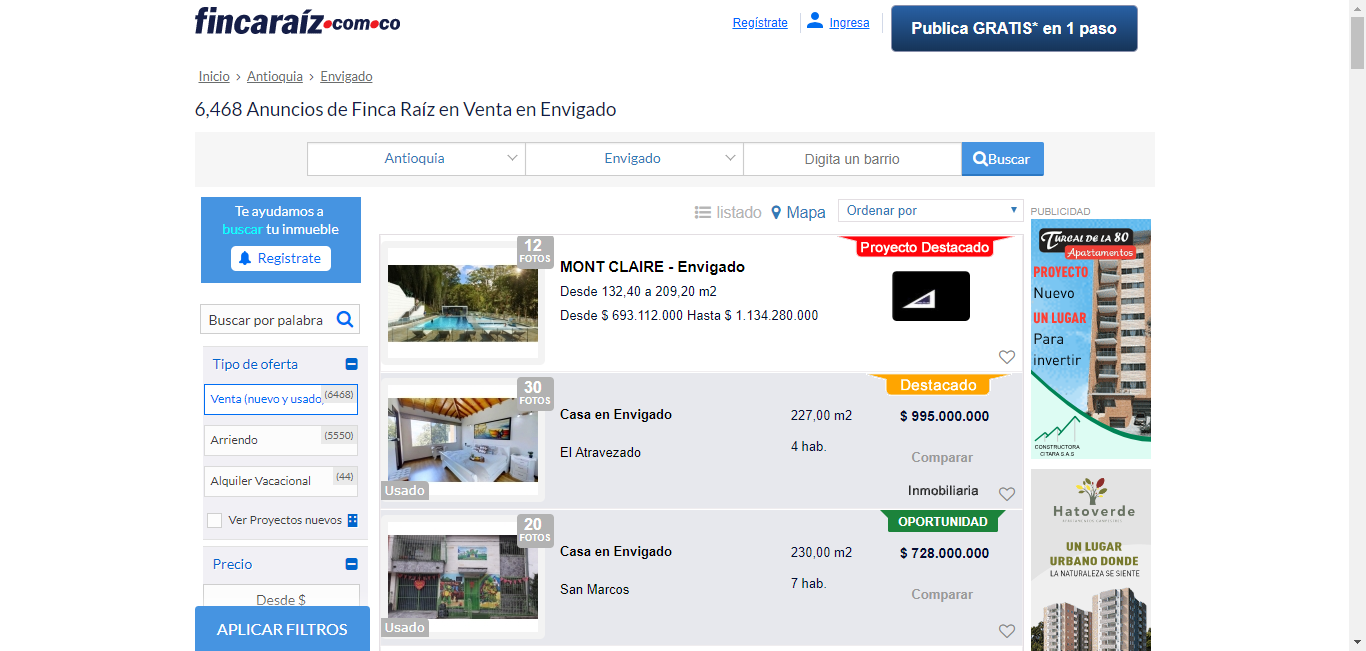 fincaraíz.com.co
Regístrate
Ingresa
Publica GRATIS* en 1 paso
Inicio › Antioquia › Envigado
6,468 Anuncios de Finca Raíz en Venta en Envigado
Antioquia
Envigado
Digita un barrio
Buscar
Te ayudamos a
buscar tu inmueble
Registrate
Buscar por palabra
Tipo de oferta
Venta (nuevo y usado) (6468)
Arriendo (5550)
Alquiler Vacacional (44)
Ver Proyectos nuevos
Precio
Desde $
APLICAR FILTROS
listado
Mapa
Ordenar por
12
FOTOS
MONT CLAIRE - Envigado
Desde 132,40 a 209,20 m2
Desde $ 693.112.000 Hasta $ 1.134.280.000
Proyecto Destacado
30
FOTOS
Usado
Casa en Envigado
El Atravezado
227,00 m2
4 hab.
Destacado
$ 995.000.000
Comparar
Inmobiliaria
20
FOTOS
Usado
Casa en Envigado
San Marcos
230,00 m2
7 hab.
OPORTUNIDAD
$ 728.000.000
Comparar
PUBLICIDAD
TURCAL DE LA 80
Apartamentos
PROYECTO
Nuevo
UN LUGAR
Para
invertir
CONSTRUCTORA
CITARA S.A.S
Hatoverde
UN LUGAR
URBANO DONDE
LA NATURALEZA SE SIENTE